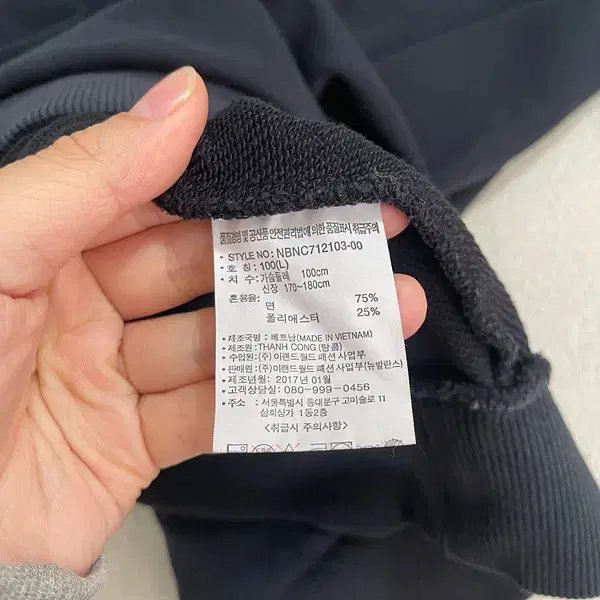 품질경영 및 공산품 안전관리법에 의한 품질표시 취급주의
STYLE NO : NBNC712103-00
• 호 칭 : 100(L)
• 치 수 : 가슴둘레 100cm
신장 170~180cm
혼용율 :
면 75%
폴리애스터 25%
• 제조국명 : 베트남(MADE IN VIETNAM)
• 제조원 : THANH CONG (탕콤)
• 수입원 : (주) 이랜드월드 패션 사업부
• 판매원 : (주) 이랜드월드 패션 사업부(뉴발란스)
• 제조년월 : 2017년 01월
• 고객상담실 : 080-999-0456
• 주소 : 서울특별시 동대문구 고미술로 11
삼희상가 1동2층
<취급시 주의사항>